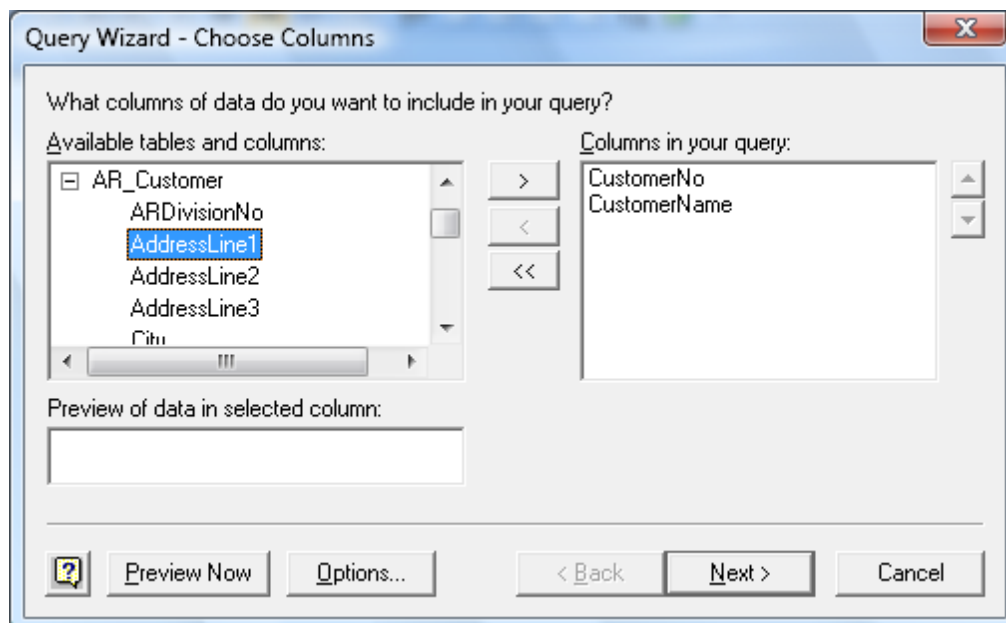 Query Wizard - Choose Columns
What columns of data do you want to include in your query?
Available tables and columns:
AR_Customer
ARDivisionNo
AddressLine1
AddressLine2
AddressLine3
City
>
<
<<
Columns in your query:
CustomerNo
CustomerName
Preview of data in selected column:
Preview Now
Options...
< Back
Next >
Cancel